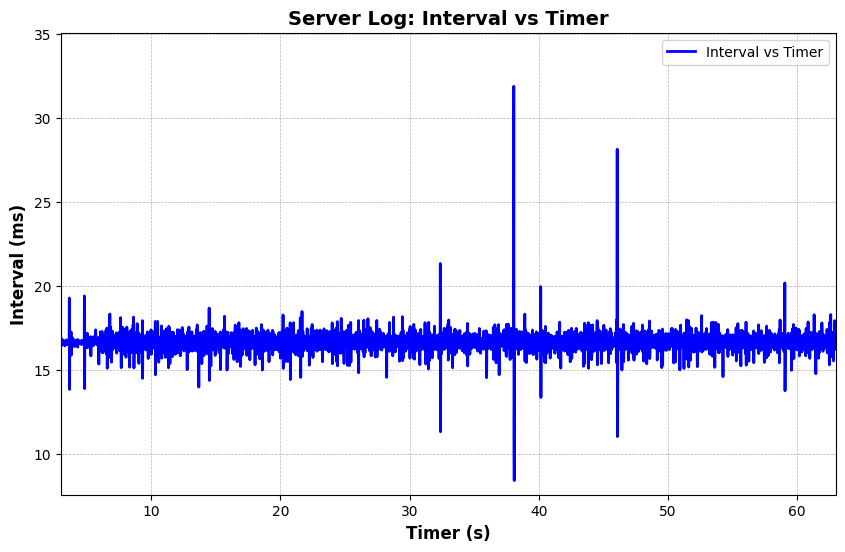 Server Log: Interval vs Timer
Interval vs Timer
35
30
25
20
15
10
Interval (ms)
10 20 30 40 50 60
Timer (s)